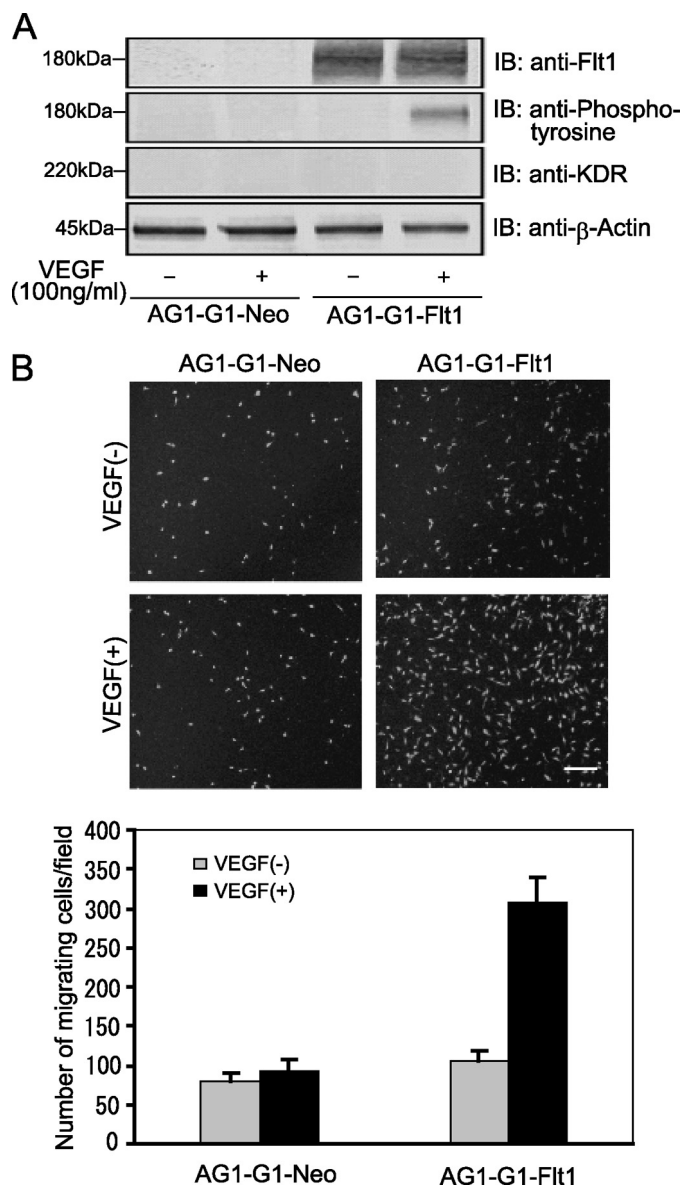 A
180kDa
IB: anti-Flt1
180kDa
IB: anti-Phospho-
tyrosine
220kDa
IB: anti-KDR
45kDa
IB: anti-β-Actin
VEGF
(100ng/ml)
– + – +
AG1-G1-Neo AG1-G1-Flt1
B
AG1-G1-Neo AG1-G1-Flt1
VEGF(-)
VEGF(+)
Number of migrating cells/field
400
350
300
250
200
150
100
50
0
VEGF(-)
VEGF(+)
AG1-G1-Neo AG1-G1-Flt1